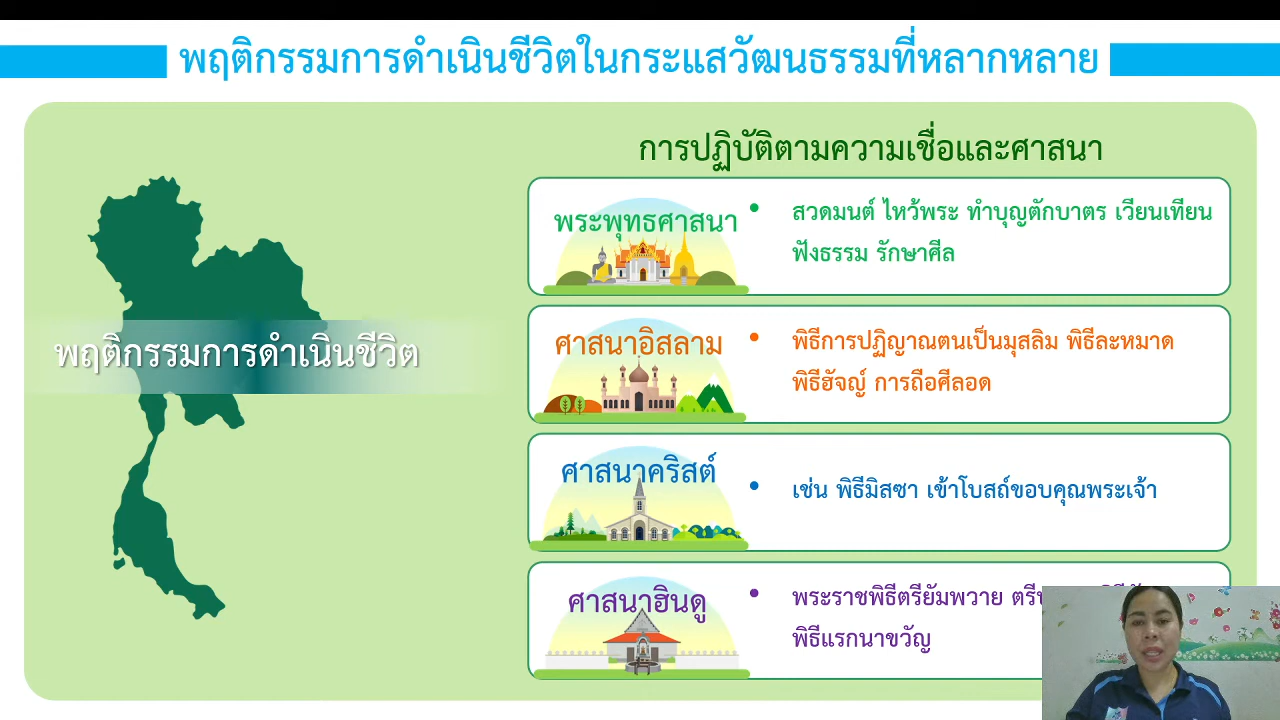 พฤติกรรมการดำเนินชีวิตในกระแสวัฒนธรรมที่หลากหลาย
การปฏิบัติตามความเชื่อและศาสนา
พฤติกรรมการดำเนินชีวิต
พระพุทธศาสนา
• สวดมนต์ ไหว้พระ ทำบุญตักบาตร เวียนเทียน
ฟังธรรม รักษาศีล
ศาสนาอิสลาม
• พิธีการปฏิญาณตนเป็นมุสลิม พิธีละหมาด
พิธีฮัจญ์ การถือศีลอด
ศาสนาคริสต์
• เช่น พิธีมิสซา เข้าโบสถ์ขอบคุณพระเจ้า
ศาสนาฮินดู
• พระราชพิธีตรียัมพวาย
พิธีแรกนาขวัญ